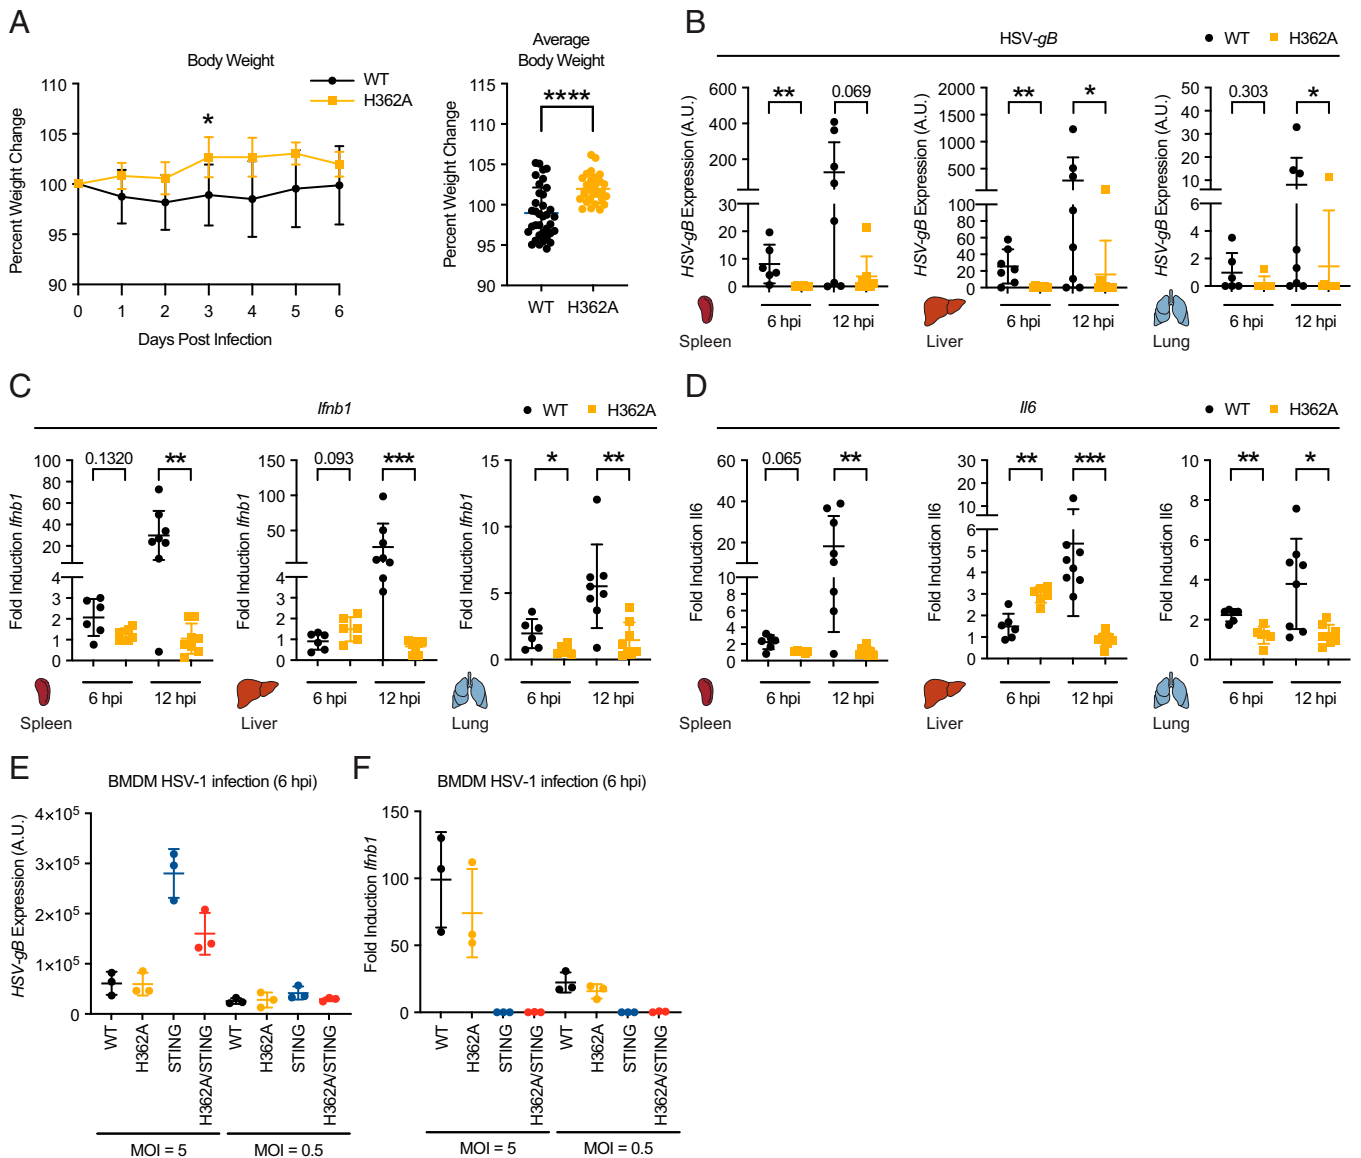 A
Body Weight
WT
H362A
Percent Weight Change
110
105
100
95
90
*
0 1 2 3 4 5 6
Days Post Infection
Average
Body Weight
Percent Weight Change
115
110
105
100
95
90
****
WT H362A
B
HSV-gB
WT H362A
HSV-gB Expression (A.U.)
600
200
30
20
10
0
** 0.069
6 hpi 12 hpi
Spleen
HSV-gB Expression (A.U.)
2000
1500
1000
500
100
80
60
40
20
0
** *
6 hpi 12 hpi
Liver
HSV-gB Expression (A.U.)
50
40
30
20
10
6
4
2
0
0.303 *
6 hpi 12 hpi
Lung
C
Ifnb1
WT H362A
Fold Induction Ifnb1
100
80
60
40
20
4
3
2
1
0
0.1320 **
6 hpi 12 hpi
Spleen
Fold Induction Ifnb1
150
100
50
4
3
2
1
0
0.093 ***
6 hpi 12 hpi
Liver
Fold Induction Ifnb1
15
10
5
0
* **
6 hpi 12 hpi
Lung
D
Il6
WT H362A
Fold Induction Il6
60
40
20
10
8
6
4
2
0
0.065 **
6 hpi 12 hpi
Spleen
Fold Induction Il6
30
25
20
15
10
6
5
4
3
2
1
0
** ***
6 hpi 12 hpi
Liver
Fold Induction Il6
10
8
6
4
2
0
** *
6 hpi 12 hpi
Lung
E
BMDM HSV-1 infection (6 hpi)
HSV-gB Expression (A.U.)
4×10⁵
3×10⁵
2×10⁵
1×10⁵
0
WT H362A STING H362A/STING WT H362A STING H362A/STING
MOI = 5 MOI = 0.5
F
BMDM HSV-1 infection (6 hpi)
Fold Induction Ifnb1
150
100
50
0
WT H362A STING H362A/STING WT H362A STING H362A/STING
MOI = 5 MOI = 0.5